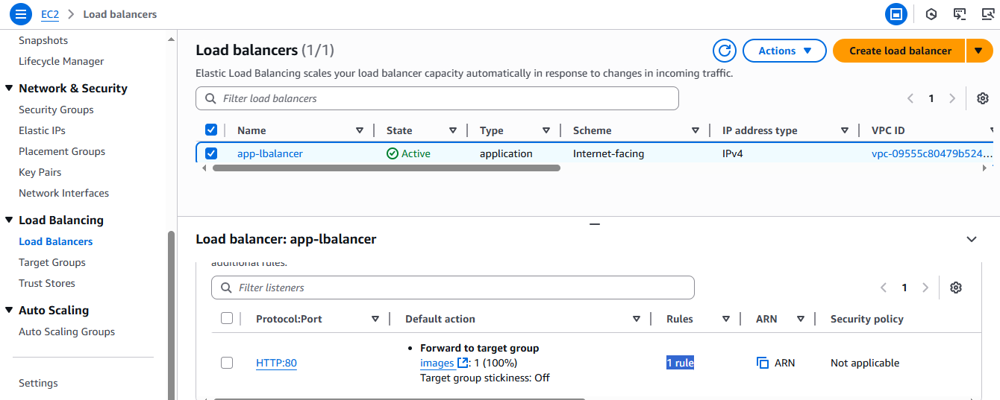 EC2 > Load balancers
Snapshots
Lifecycle Manager
Network & Security
Security Groups
Elastic IPs
Placement Groups
Key Pairs
Network Interfaces
Load Balancing
Load Balancers
Target Groups
Trust Stores
Auto Scaling
Auto Scaling Groups
Settings
Load balancers (1/1)
Actions
Create load balancer
Elastic Load Balancing scales your load balancer capacity automatically in response to changes in incoming traffic.
Filter load balancers
1
Name State Type Scheme IP address type VPC ID
app-lbalancer Active application Internet-facing IPv4 vpc-09555c80479b524...
Load balancer: app-lbalancer
additional rules.
Filter listeners
1
Protocol:Port Default action Rules ARN Security policy
HTTP:80
• Forward to target group
images: 1 (100%)
Target group stickiness: Off
1 rule
ARN
Not applicable